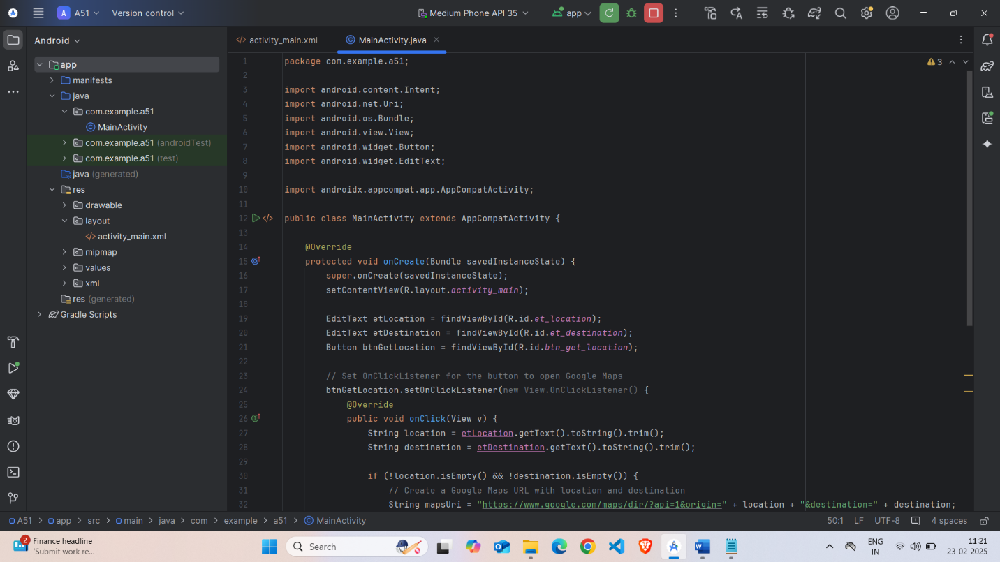 A A51 Version control Medium Phone API 35 app
Android
activity_main.xml MainActivity.java
app
manifests
java
com.example.a51
MainActivity
com.example.a51 (androidTest)
com.example.a51 (test)
java (generated)
res
drawable
layout
activity_main.xml
mipmap
values
xml
res (generated)
Gradle Scripts
3
1 package com.example.a51;
2
3 import android.content.Intent;
4 import android.net.Uri;
5 import android.os.Bundle;
6 import android.view.View;
7 import android.widget.Button;
8 import android.widget.EditText;
9
10 import androidx.appcompat.app.AppCompatActivity;
11
12 public class MainActivity extends AppCompatActivity {
13
14 @Override
15 protected void onCreate(Bundle savedInstanceState) {
16 super.onCreate(savedInstanceState);
17 setContentView(R.layout.activity_main);
18
19 EditText etLocation = findViewById(R.id.et_location);
20 EditText etDestination = findViewById(R.id.et_destination);
21 Button btnGetLocation = findViewById(R.id.btn_get_location);
22
23 // Set OnClickListener for the button to open Google Maps
24 btnGetLocation.setOnClickListener(new View.OnClickListener() {
25 @Override
26 public void onClick(View v) {
27 String location = etLocation.getText().toString().trim();
28 String destination = etDestination.getText().toString().trim();
29
30 if (!location.isEmpty() && !destination.isEmpty()) {
31 // Create a Google Maps URL with location and destination
32 String mapsUri = "https://www.google.com/maps/dir/?api=1&origin=" + location + "&destination=" + destination;
A51 > app > src > main > java > com > example > a51 > MainActivity 50:1 LF UTF-8 4 spaces
2 Finance headline
'Submit work re...
Search
ENG
IN
11:21
23-02-2025